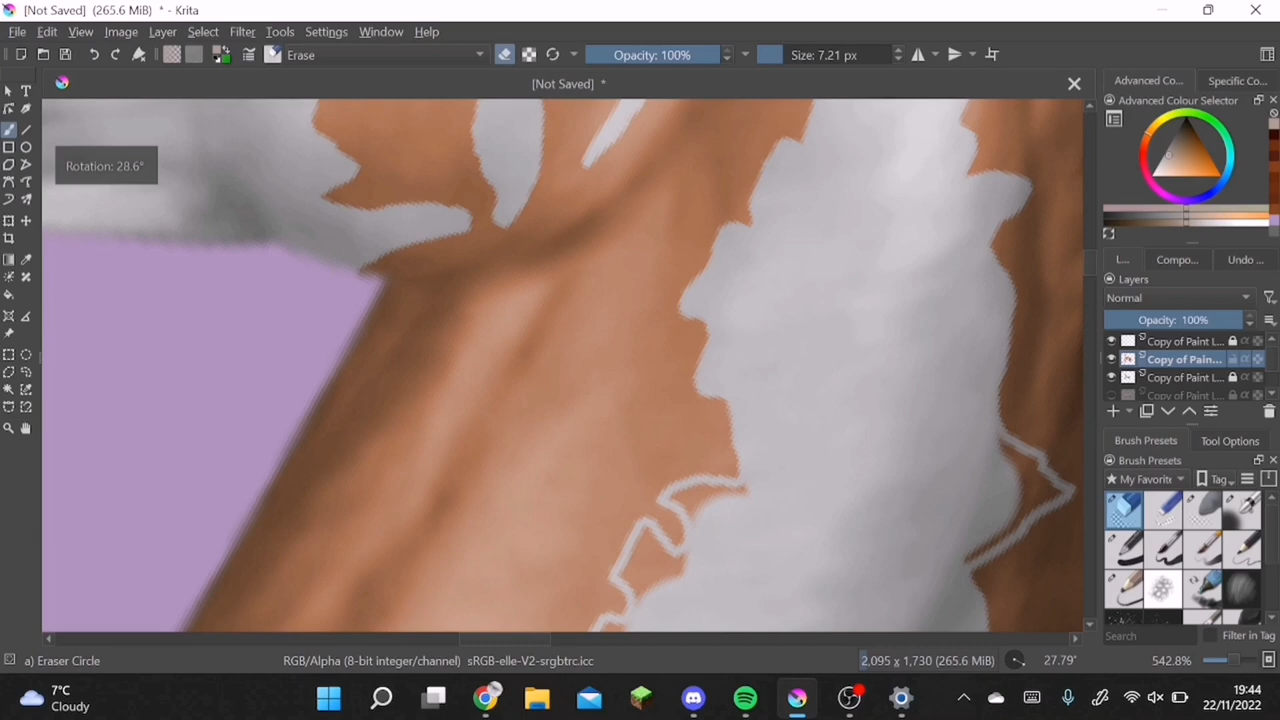 [Not Saved] (265.6 MiB) * - Krita
File Edit View Image Layer Select Filter Tools Settings Window Help
Erase Opacity: 100% Size: 7.21 px
[Not Saved] *
Rotation: 28.6°
Advanced Co... Specific Co...
Advanced Colour Selector
L... Compo... Undo ...
Layers
Normal
Opacity: 100%
Copy of Paint L...
Copy of Pain...
Copy of Paint L...
Copy of Paint L...
Brush Presets Tool Options
Brush Presets
★ My Favorite Tag
Search Filter in Tag
a) Eraser Circle RGB/Alpha (8-bit integer/channel) sRGB-elle-V2-srgbtrc.icc 2,095 x 1,730 (265.6 MiB) 27.79° 542.8%
7°C
Cloudy
19:44
22/11/2022